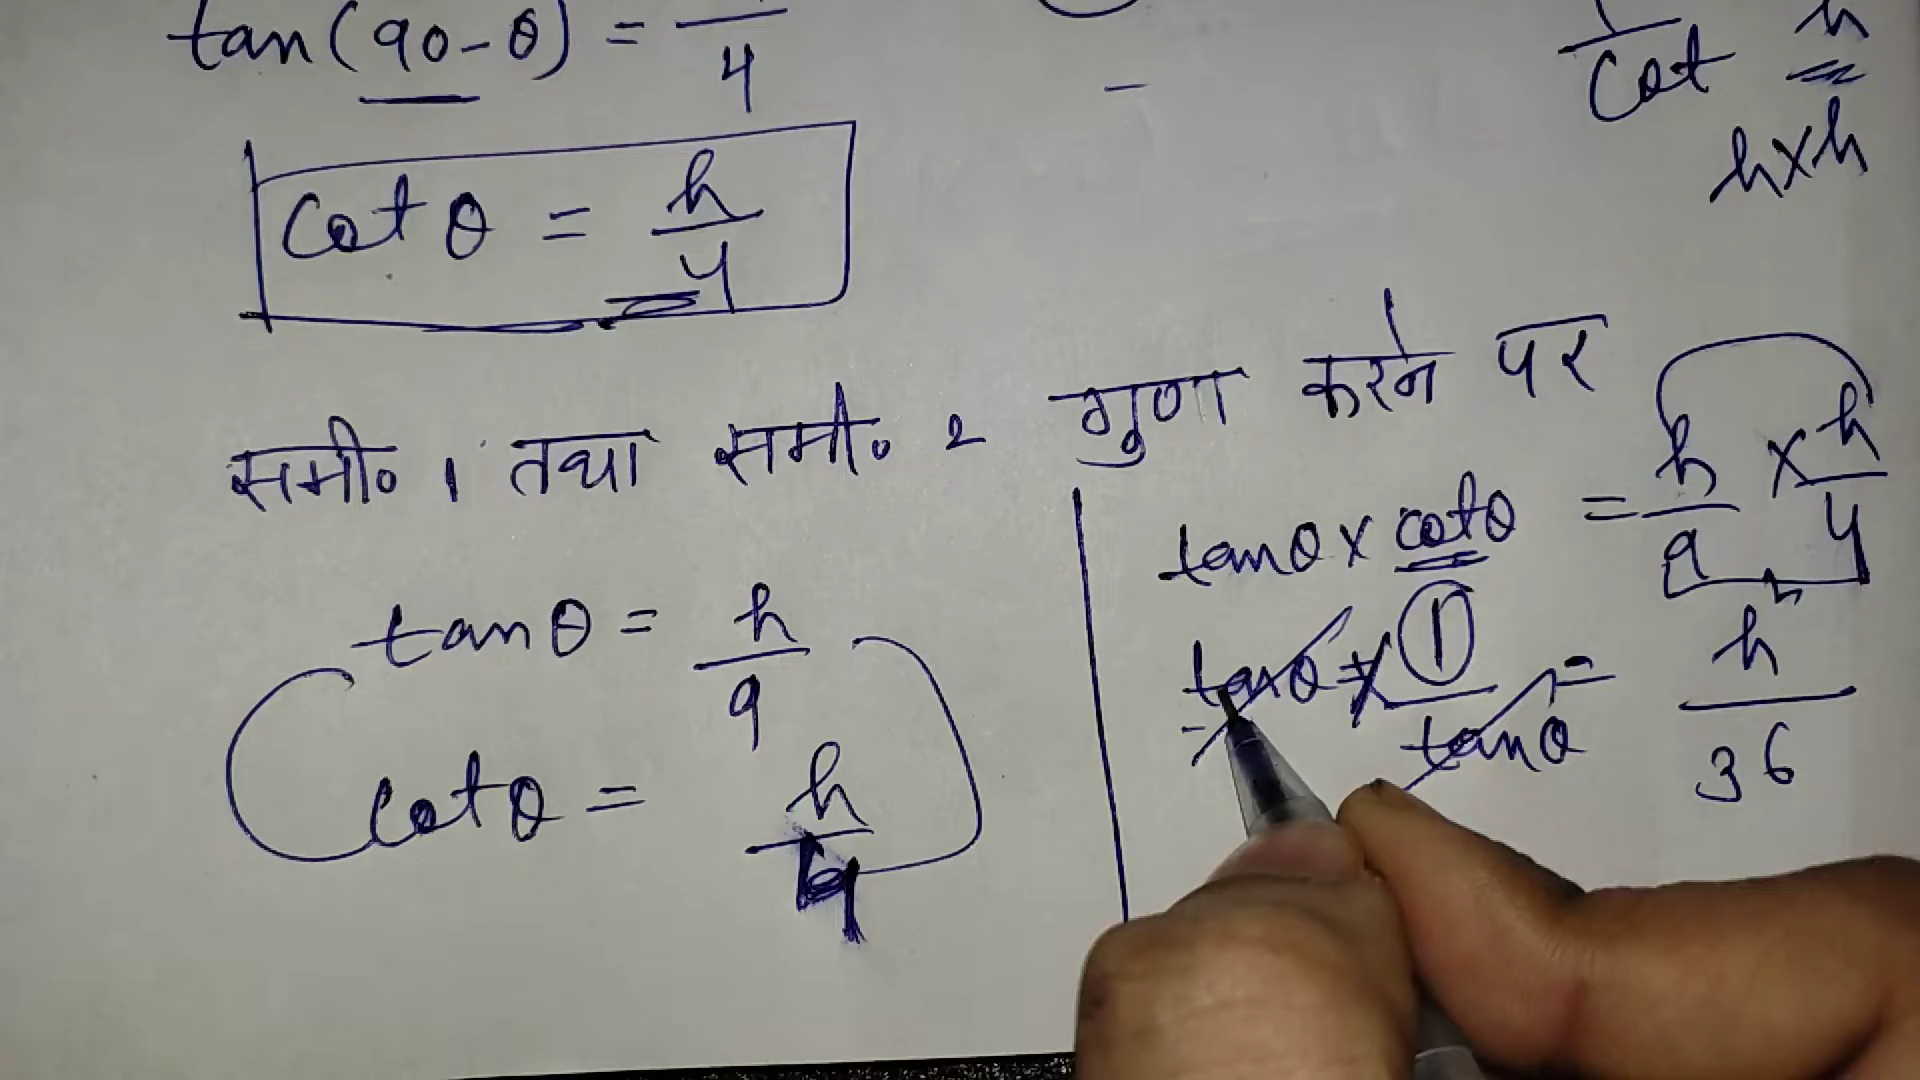 tan(90-θ) = — 4
cot θ = h/4
समी० 1 तथा समी० 2 गुणा करने पर
tanθ = h/9
cotθ = h/4
cot h
h×h
tanθ × cotθ = h/9 × h/4
tanθ × 1/tanθ = h/36